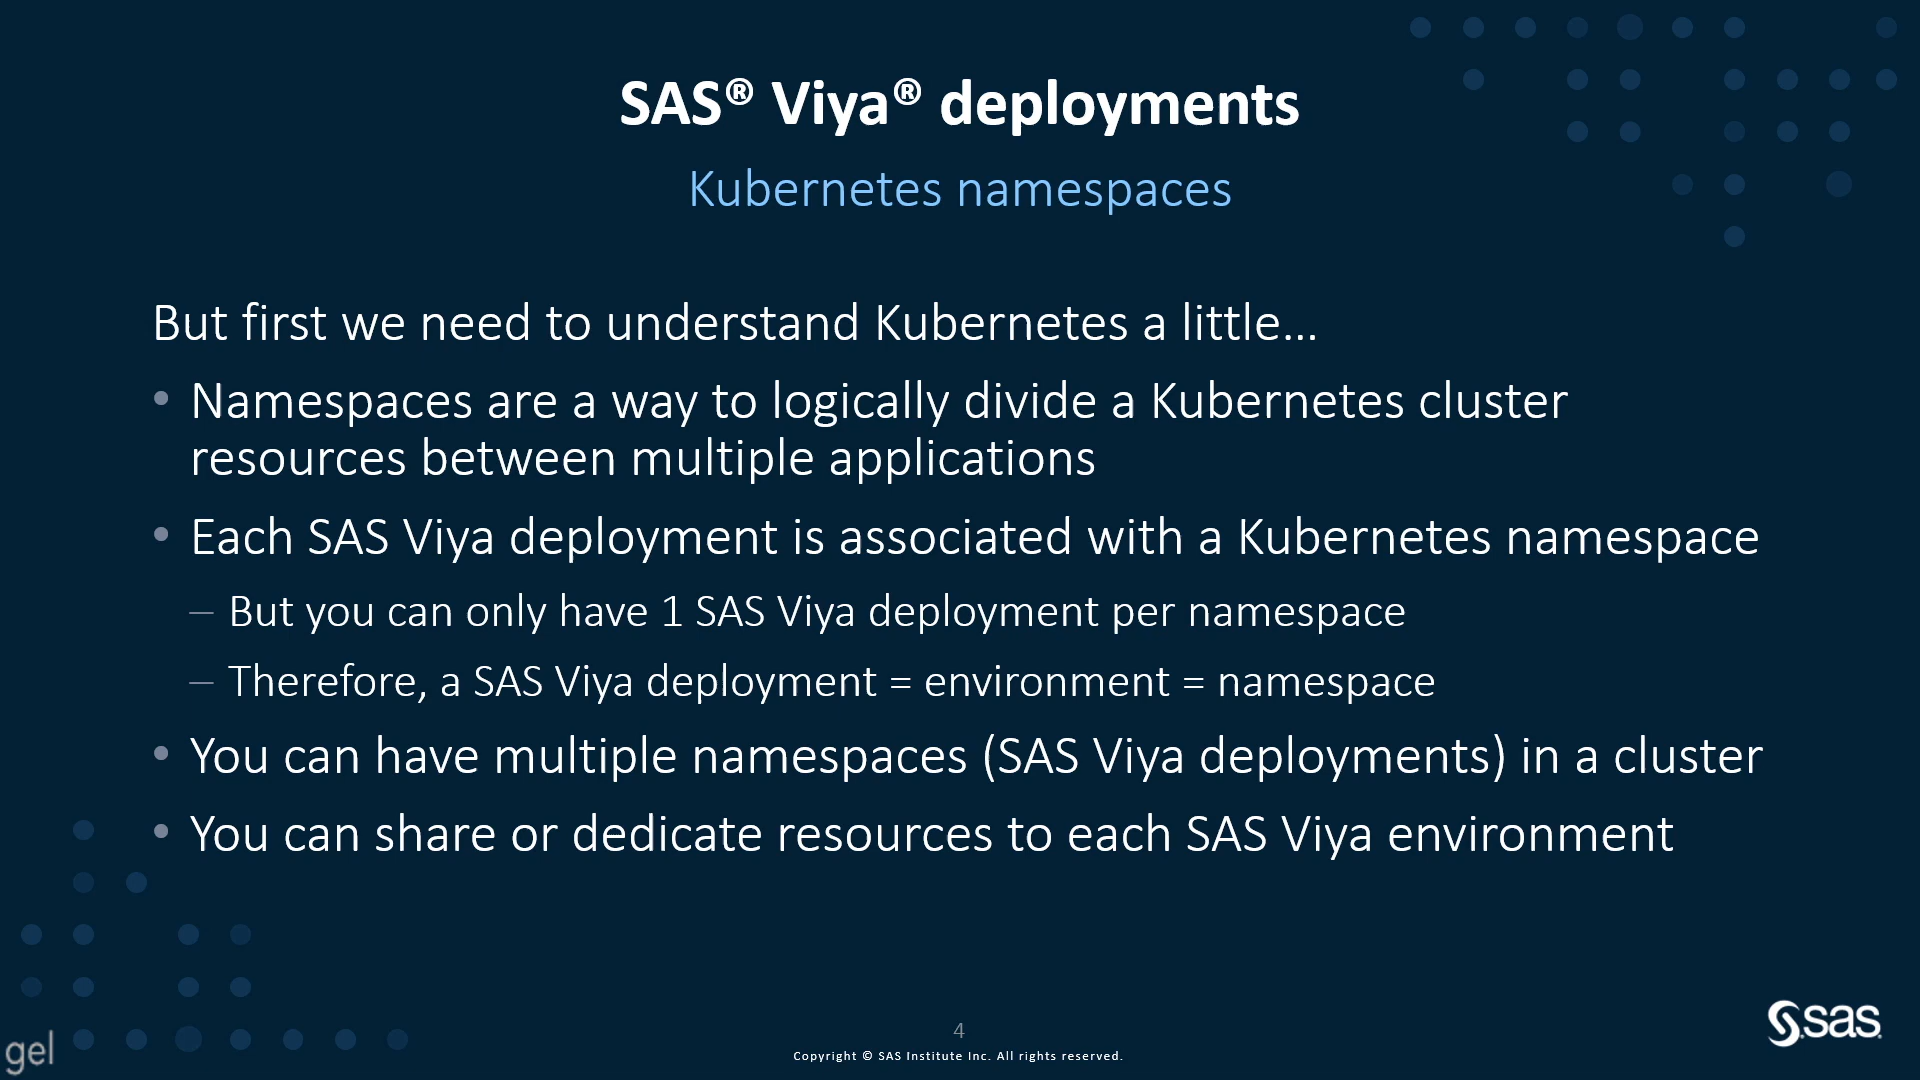 SAS® Viya® deployments
Kubernetes namespaces
But first we need to understand Kubernetes a little…
• Namespaces are a way to logically divide a Kubernetes cluster
resources between multiple applications
• Each SAS Viya deployment is associated with a Kubernetes namespace
– But you can only have 1 SAS Viya deployment per namespace
– Therefore, a SAS Viya deployment = environment = namespace
• You can have multiple namespaces (SAS Viya deployments) in a cluster
• You can share or dedicate resources to each SAS Viya environment
4
Copyright © SAS Institute Inc. All rights reserved.
gel
sas